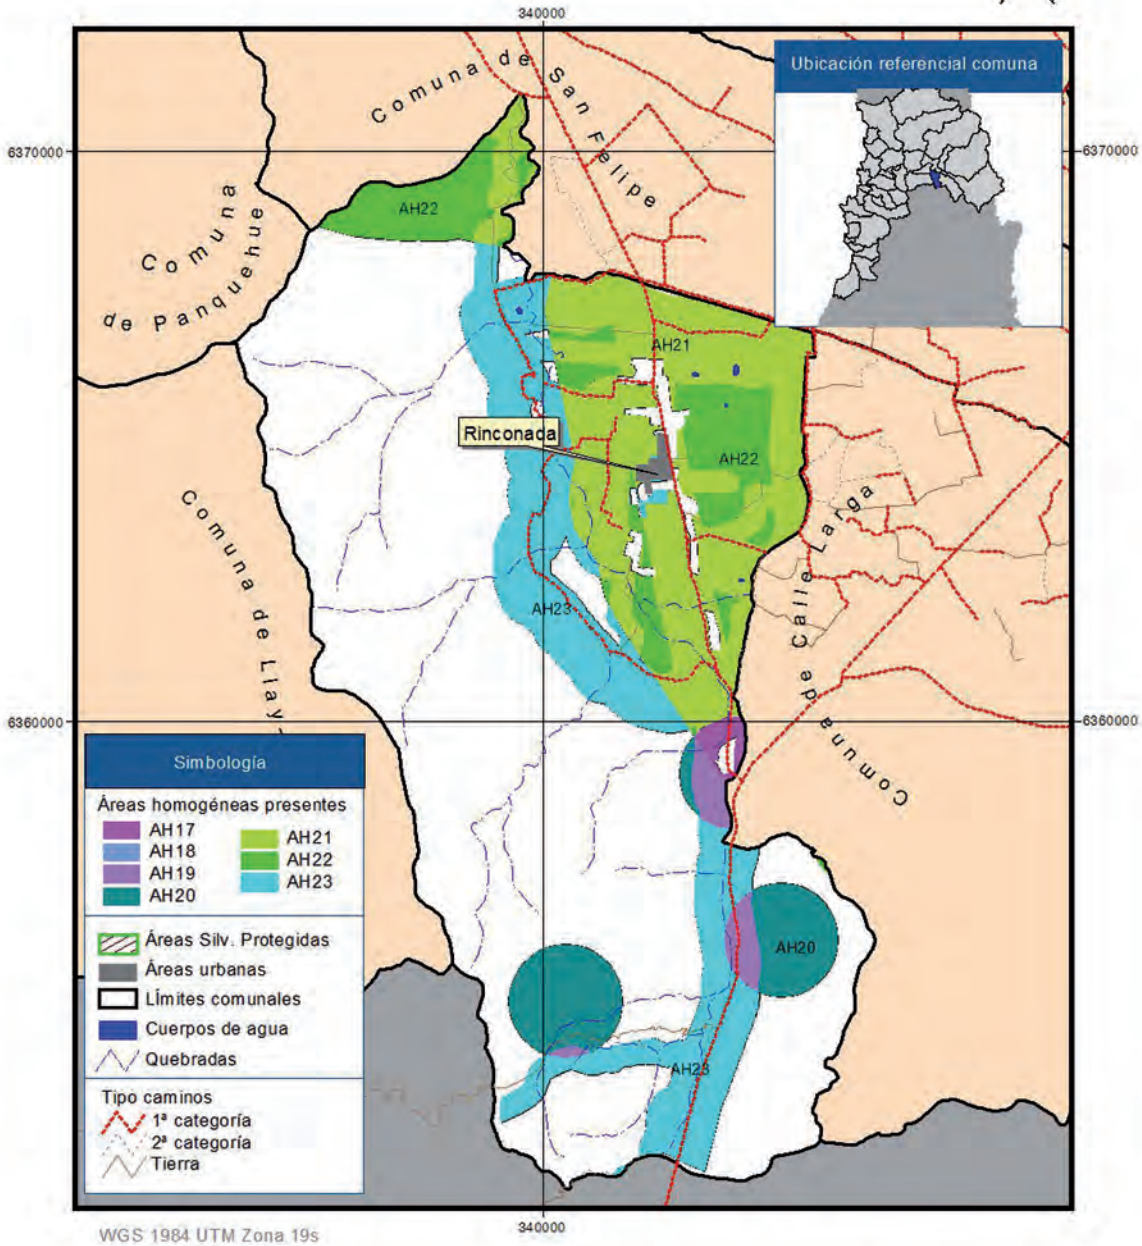 340000
Ubicación referencial comuna
Comuna de
San Felipe
6370000
6370000
AH22
Comuna
de Panquehue
AH21
Rinconada
AH22
Comuna de Calle Larga
Comuna de Llay
AH23
6360000
6360000
Simbología
Áreas homogéneas presentes
AH17
AH18
AH19
AH20
AH21
AH22
AH23
Áreas Silv. Protegidas
Áreas urbanas
LÍmites comunales
Cuerpos de agua
Quebradas
Tipo caminos
1ª categoría
2ª categoría
Tierra
AH20
AH23
340000
WGS 1984 UTM Zona 19s